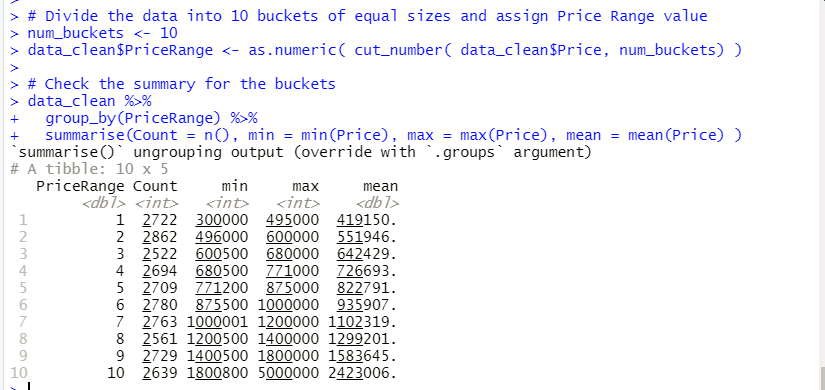 >
> # Divide the data into 10 buckets of equal sizes and assign Price Range value
> num_buckets <- 10
> data_clean$PriceRange <- as.numeric( cut_number( data_clean$Price, num_buckets) )
>
> # Check the summary for the buckets
> data_clean %>%
+   group_by(PriceRange) %>%
+   summarise(Count = n(), min = min(Price), max = max(Price), mean = mean(Price) )
`summarise()` ungrouping output (override with `.groups` argument)
# A tibble: 10 x 5
   PriceRange Count     min     max     mean
        <dbl> <int>   <int>   <int>    <dbl>
 1          1  2722  300000  495000  419150.
 2          2  2862  496000  600000  551946.
 3          3  2522  600500  680000  642429.
 4          4  2694  680500  771000  726693.
 5          5  2709  771200  875000  822791.
 6          6  2780  875500 1000000  935907.
 7          7  2763 1000001 1200000 1102319.
 8          8  2561 1200500 1400000 1299201.
 9          9  2729 1400500 1800000 1583645.
10         10  2639 1800800 5000000 2423006.
>